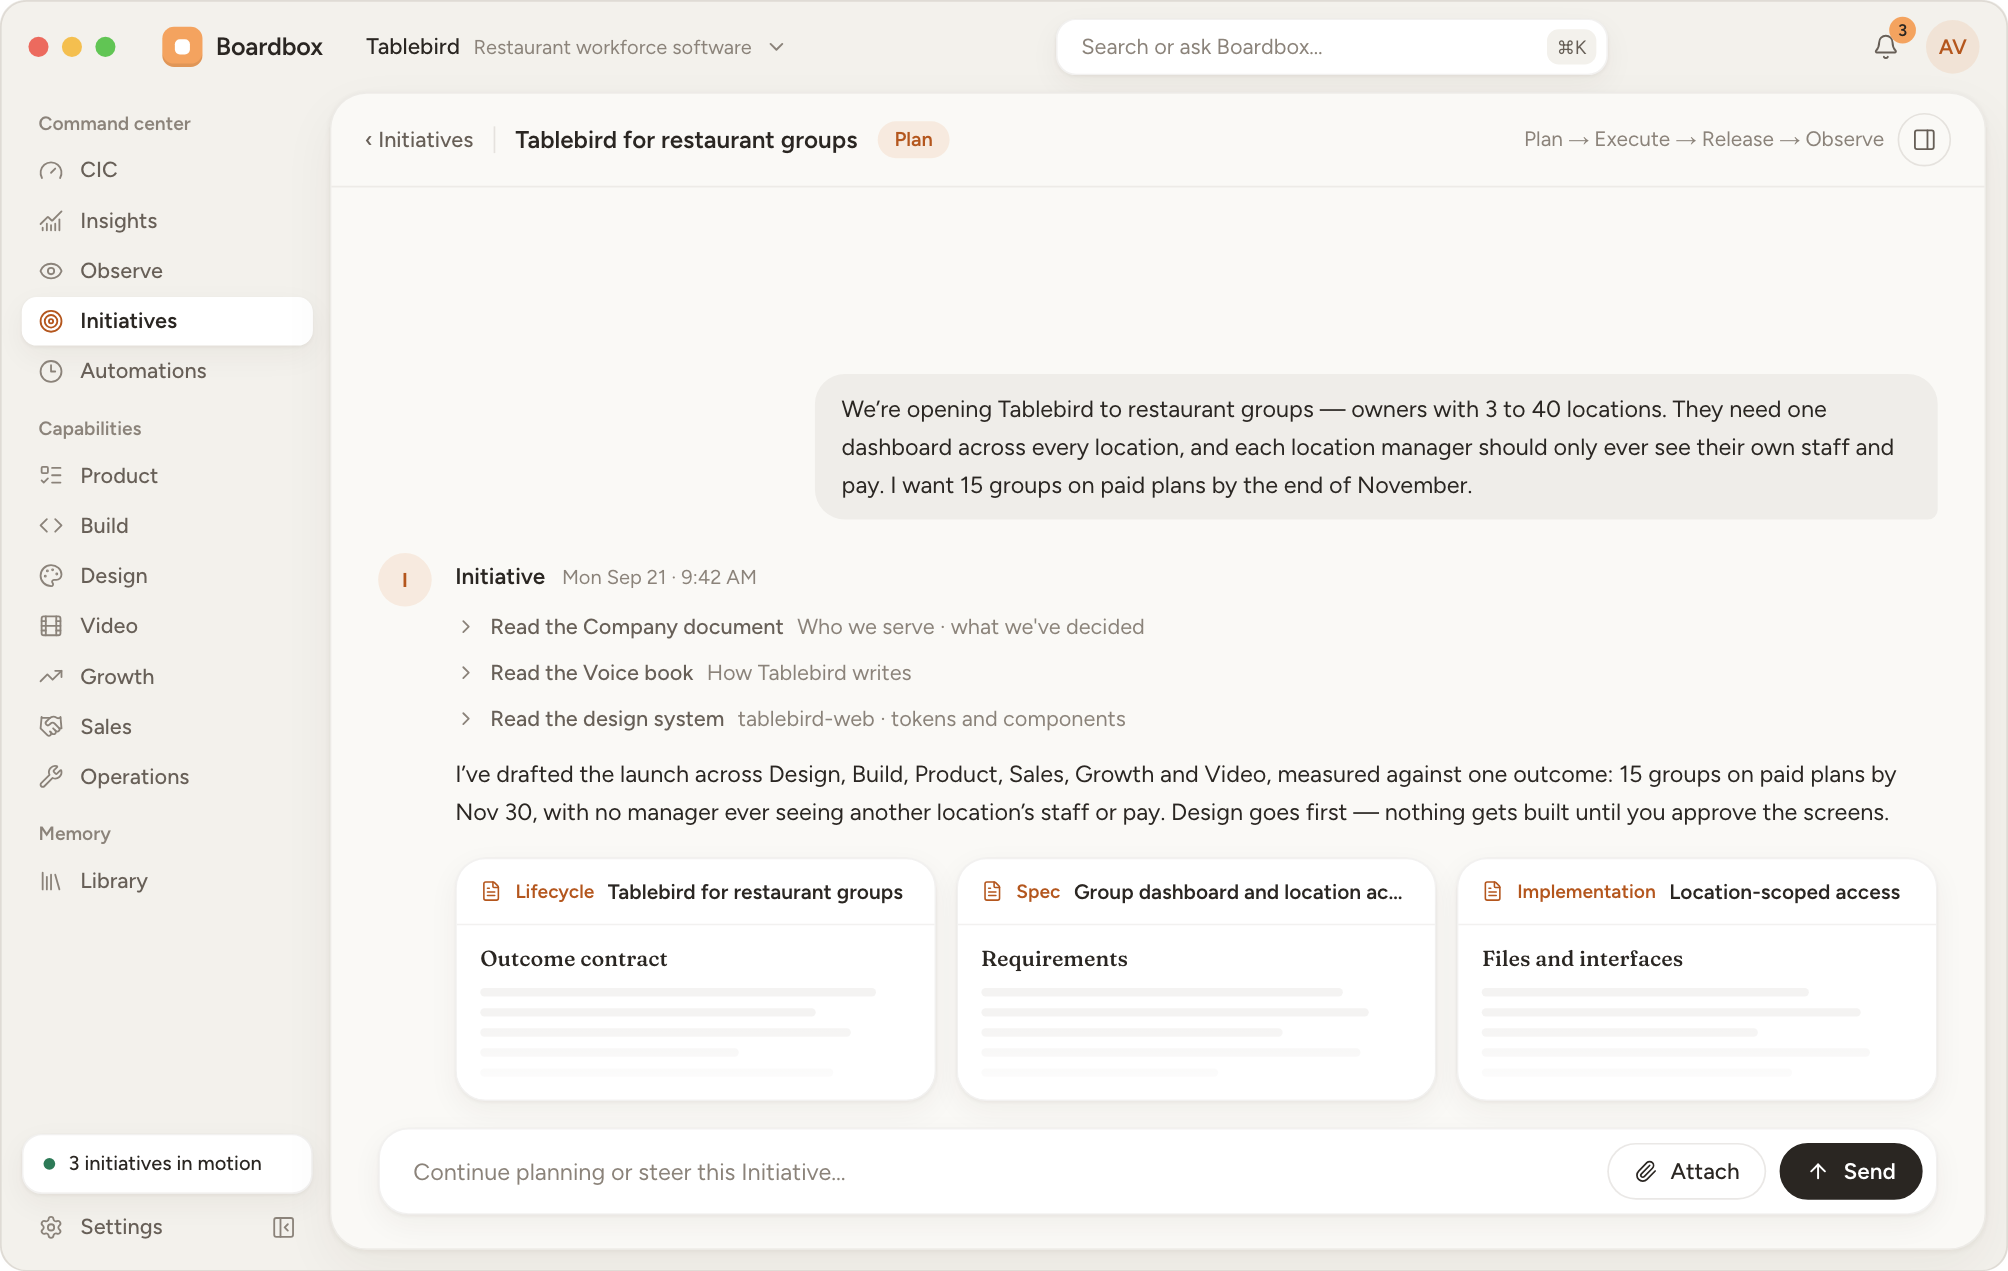 Boardbox
Tablebird Restaurant workforce software
Search or ask Boardbox... ⌘K
3
AV
Command center
CIC
Insights
Observe
Initiatives
Automations
Capabilities
Product
Build
Design
Video
Growth
Sales
Operations
Memory
Library
3 initiatives in motion
Settings
‹ Initiatives
Tablebird for restaurant groups
Plan
Plan → Execute → Release → Observe
We’re opening Tablebird to restaurant groups — owners with 3 to 40 locations. They need one
dashboard across every location, and each location manager should only ever see their own staff and
pay. I want 15 groups on paid plans by the end of November.
I
Initiative Mon Sep 21 · 9:42 AM
Read the Company document Who we serve · what we've decided
Read the Voice book How Tablebird writes
Read the design system tablebird-web · tokens and components
I’ve drafted the launch across Design, Build, Product, Sales, Growth and Video, measured against one outcome: 15 groups on paid plans by
Nov 30, with no manager ever seeing another location’s staff or pay. Design goes first — nothing gets built until you approve the screens.
Lifecycle Tablebird for restaurant groups
Outcome contract
Spec Group dashboard and location ac...
Requirements
Implementation Location-scoped access
Files and interfaces
Continue planning or steer this Initiative...
Attach
Send